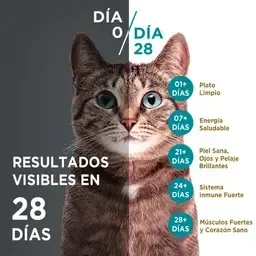 DÍA
0
DÍA
28
RESULTADOS
VISIBLES EN
28
DÍAS
01+
DÍAS
Plato
Limpio
07+
DÍAS
Energía
Saludable
21+
DÍAS
Piel Sana,
Ojos y Pelaje
Brillantes
24+
DÍAS
Sistema
Inmune Fuerte
28+
DÍAS
Músculos Fuertes
y Corazón Sano